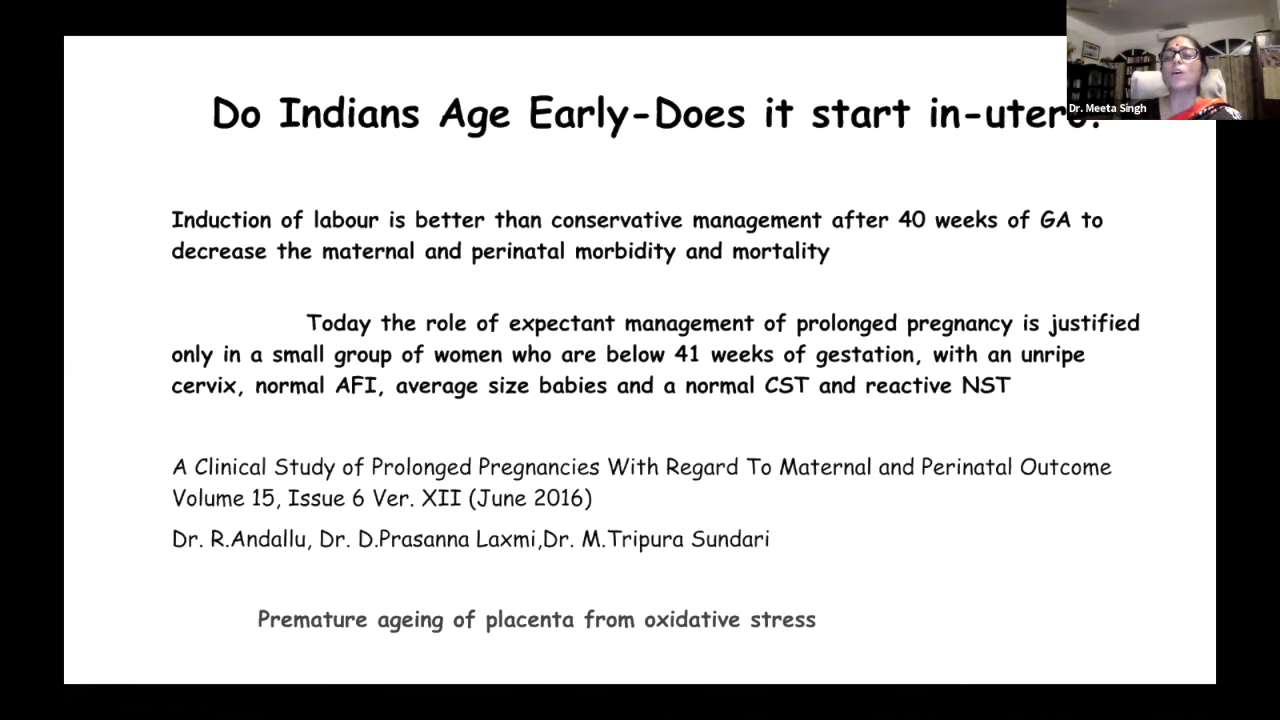 Dr. Meeta Singh
Do Indians Age Early-Does it start in-utero.
Induction of labour is better than conservative management after 40 weeks of GA to
decrease the maternal and perinatal morbidity and mortality
Today the role of expectant management of prolonged pregnancy is justified
only in a small group of women who are below 41 weeks of gestation, with an unripe
cervix, normal AFI, average size babies and a normal CST and reactive NST
A Clinical Study of Prolonged Pregnancies With Regard To Maternal and Perinatal Outcome
Volume 15, Issue 6 Ver. XII (June 2016)
Dr. R.Andallu, Dr. D.Prasanna Laxmi,Dr. M.Tripura Sundari
Premature ageing of placenta from oxidative stress